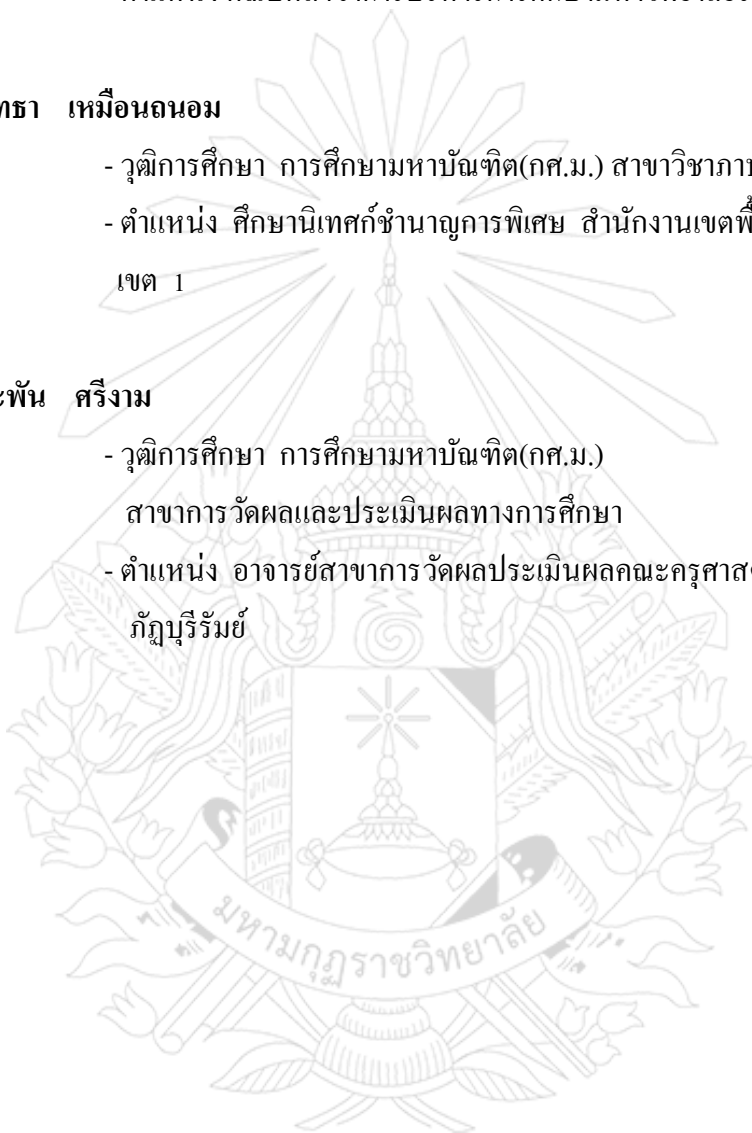 เหมือนถนอม
- วุฒิการศึกษา การศึกษามหาบัณฑิต(กศ.ม.) สาขาวิชาภาษ
- ตำแหน่ง ศึกษานิเทศก์ชำนาญการพิเศษ สำนักงานเขตพื้
เขต 1
ศรีงาม
- วุฒิการศึกษา การศึกษามหาบัณฑิต(กศ.ม.)
สาขาการวัดผลและประเมินผลทางการศึกษา
- ตำแหน่ง อาจารย์สาขาการวัดผลประเมินผลคณะครุศาส
ภัฏบุรีรัมย์
มหามกุฏราชวิทยาลัย